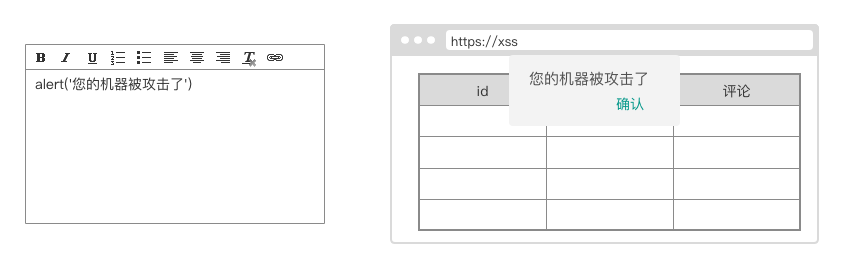 B I U T
alert('您的机器被攻击了')
https://xss
您的机器被攻击了
确认
id
评论